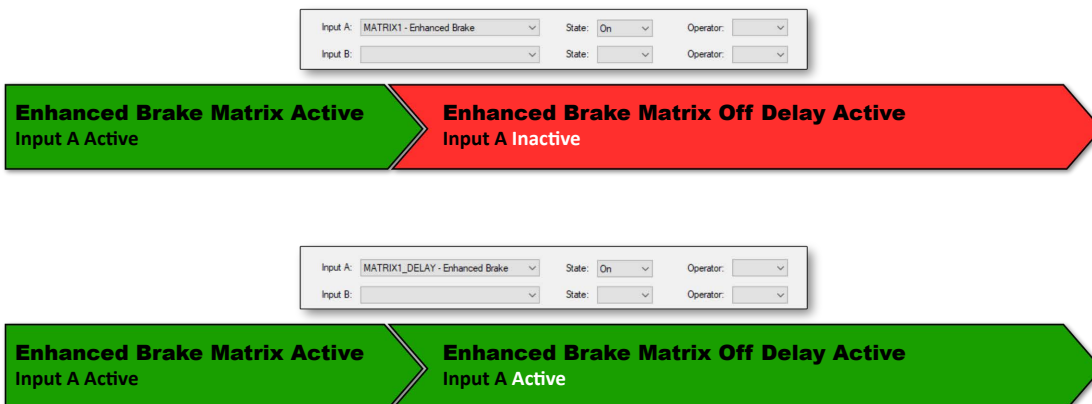 Input A: MATRIX1 - Enhanced Brake State: On Operator:
Input B: State: Operator:
Enhanced Brake Matrix Active
Input A Active
Enhanced Brake Matrix Off Delay Active
Input A Inactive
Input A: MATRIX1_DELAY - Enhanced Brake State: On Operator:
Input B: State: Operator:
Enhanced Brake Matrix Active
Input A Active
Enhanced Brake Matrix Off Delay Active
Input A Active